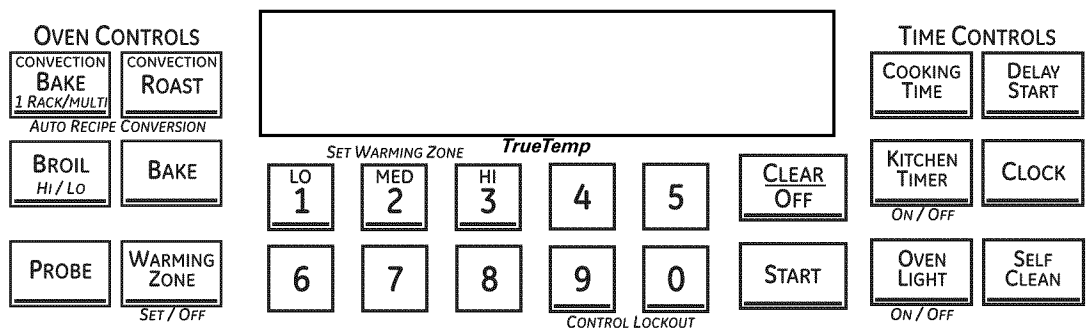 OVEN CONTROLS
CONVECTION
BAKE
1 RACK/MULTI
CONVECTION
ROAST
AUTO RECIPE CONVERSION
BROIL
HI / LO
BAKE
PROBE
WARMING
ZONE
SET / OFF
TrueTemp
SET WARMING ZONE
LO
1
MED
2
HI
3
4
5
6
7
8
9
0
CONTROL LOCKOUT
CLEAR
OFF
START
TIME CONTROLS
COOKING
TIME
DELAY
START
KITCHEN
TIMER
ON / OFF
CLOCK
OVEN
LIGHT
ON / OFF
SELF
CLEAN